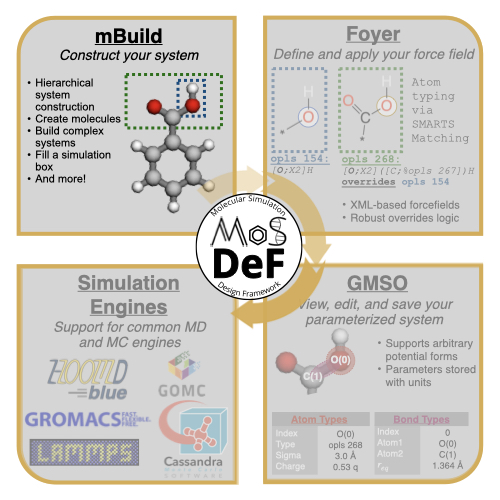 mBuild
Construct your system
• Hierarchical
system
construction
• Create molecules
• Build complex
systems
• Fill a simulation
box
• And more!
Foyer
Define and apply your force field
H
O
*
H
O
O
C
*
Atom
typing
via
SMARTS
Matching
opls 154:
[O;X2]H
opls 268:
[O;X2]([C;%opls 267])H
overrides opls 154
• XML-based forcefields
• Robust overrides logic
Molecular Simulation
MoS
DeF
Design Framework
Simulation
Engines
Support for common MD
and MC engines
HOOMD
blue
GOMC
GROMACS
FAST.
FLEXIBLE.
FREE.
LAMMPS
Cassandra
GMSO
View, edit, and save your
parameterized system
O(0)
C(1)
• Supports arbitrary
potential forms
• Parameters stored
with units
Atom Types
Index O(0)
Type opls 268
Sigma 3.0 Å
Charge 0.53 q
Bond Types
Index 0
Atom1 O(0)
Atom2 C(1)
r_eq 1.364 Å